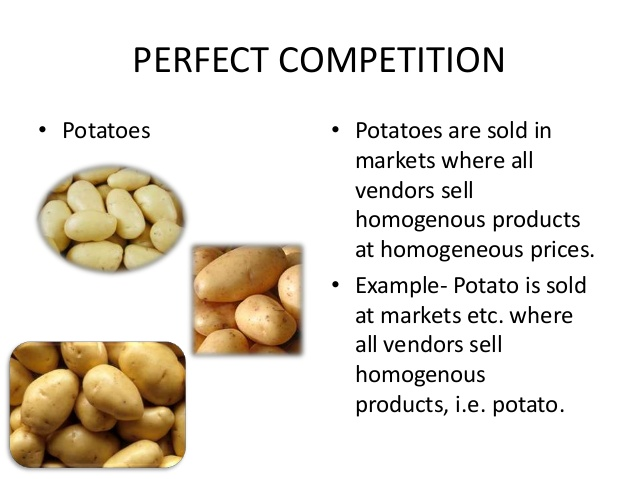 PERFECT COMPETITION
• Potatoes
• Potatoes are sold in
markets where all
vendors sell
homogenous products
at homogeneous prices.
• Example- Potato is sold
at markets etc. where
all vendors sell
homogenous
products, i.e. potato.